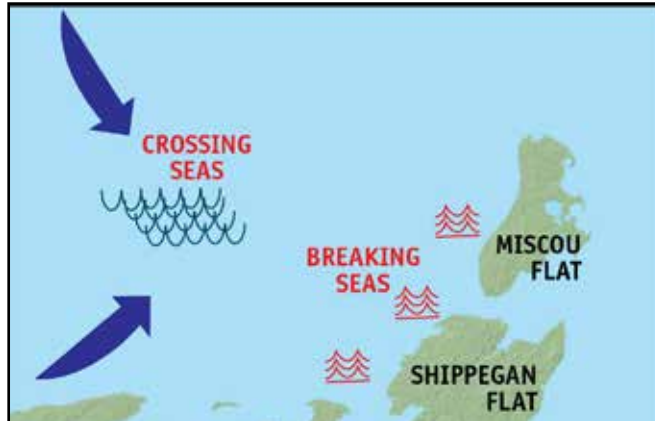 CROSSING
SEAS
BREAKING
SEAS
MISCOU
FLAT
SHIPPEGAN
FLAT